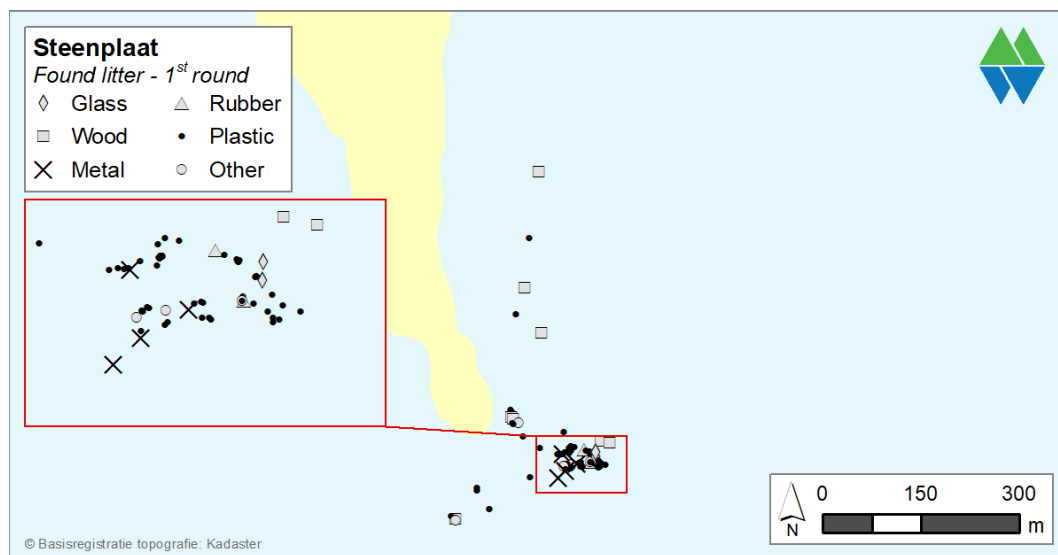 Steenplaat
Found litter - 1st round
Glass Rubber
Wood Plastic
Metal Other
0 150 300
m
N
© Basisregistratie topografie: Kadaster